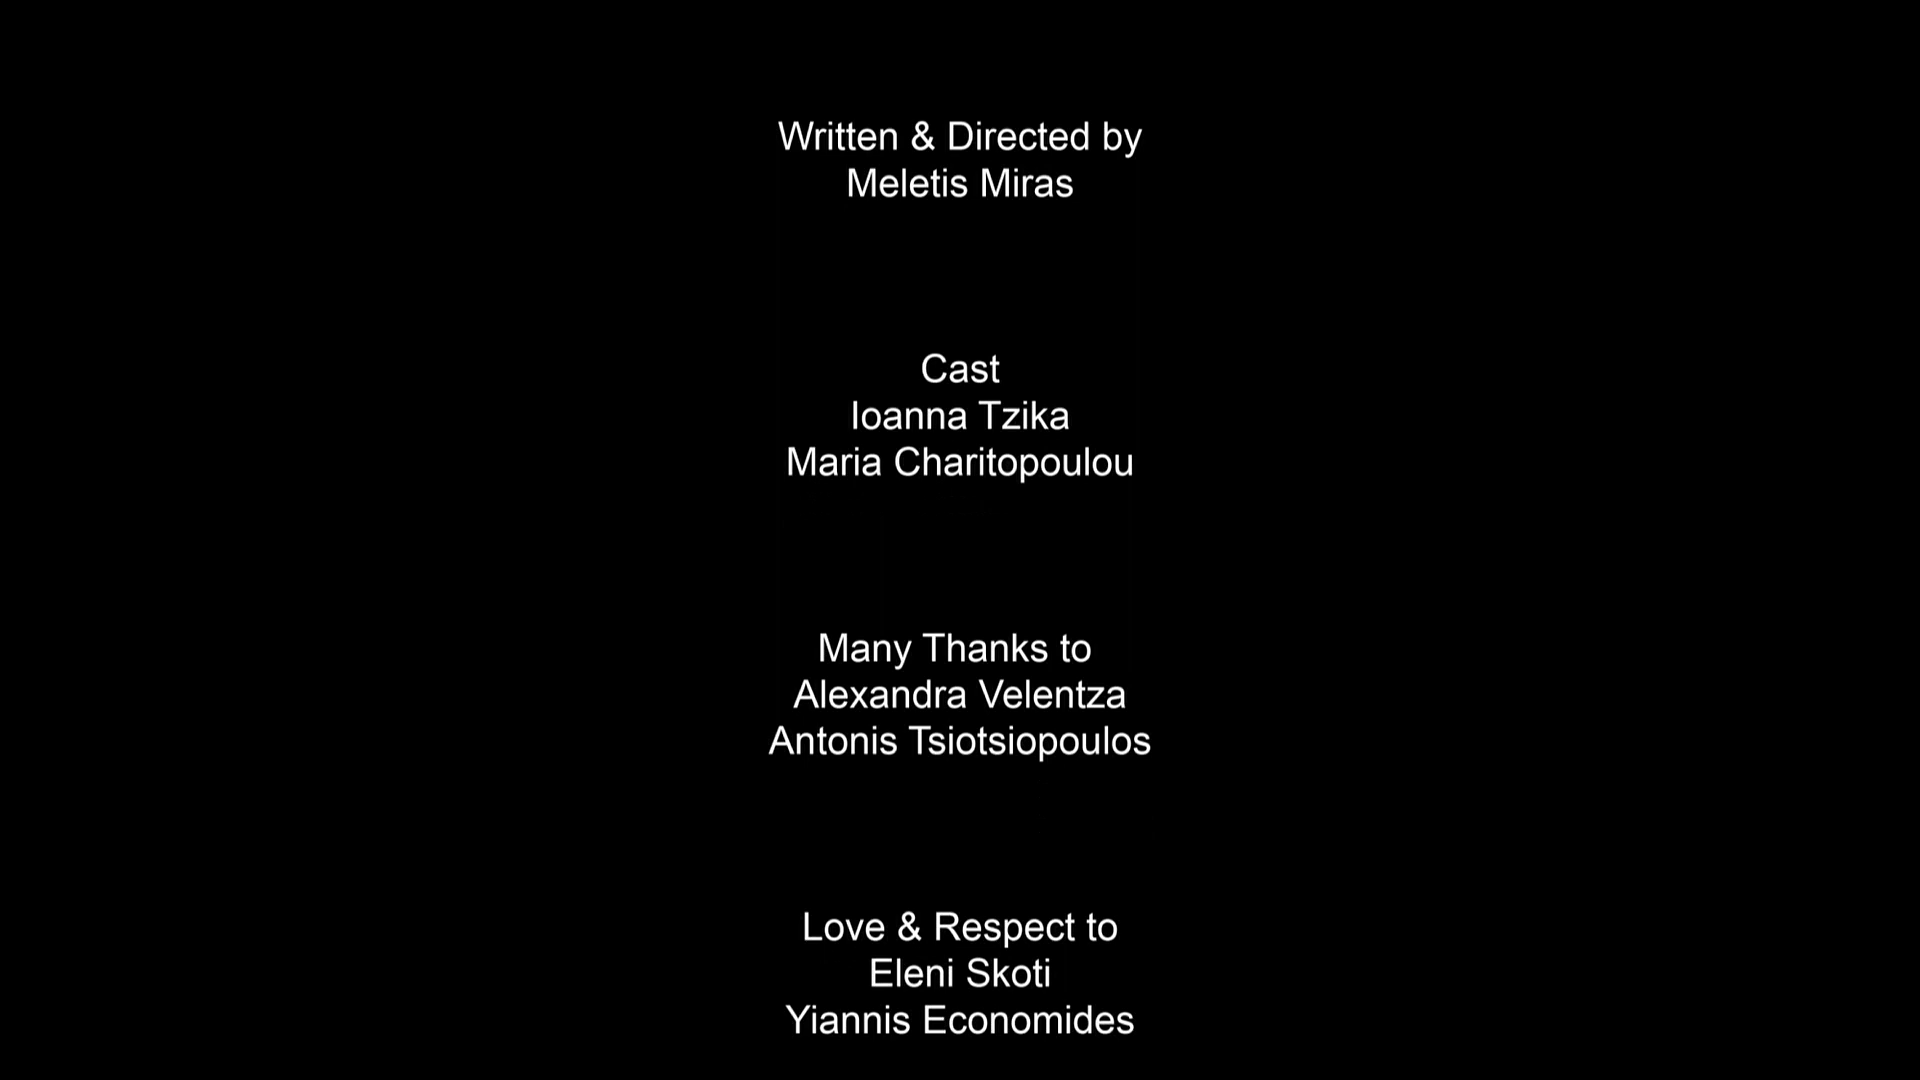 Written & Directed by
Meletis Miras
Cast
Ioanna Tzika
Maria Charitopoulou
Many Thanks to
Alexandra Velentza
Antonis Tsiotsiopoulos
Love & Respect to
Eleni Skoti
Yiannis Economides